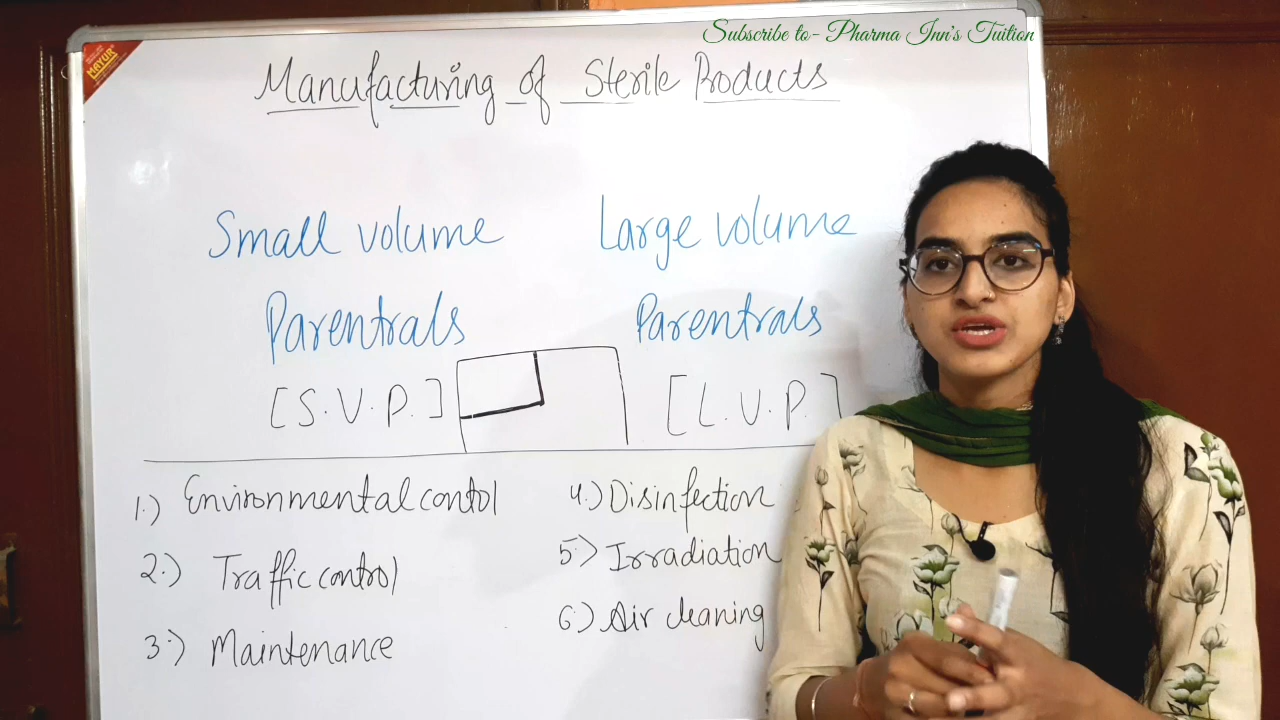 Subscribe to- Pharma Inn's Tuition
MAYUR
Manufacturing of Sterile Products
Small volume
Parentrals
[S.V.P.]
Large volume
Parentrals
[L.V.P.]
1.) Environmental contol
2.) Traffic control
3.) Maintenance
4.) Disinfection
5.) Irradiation
6.) Air cleaning